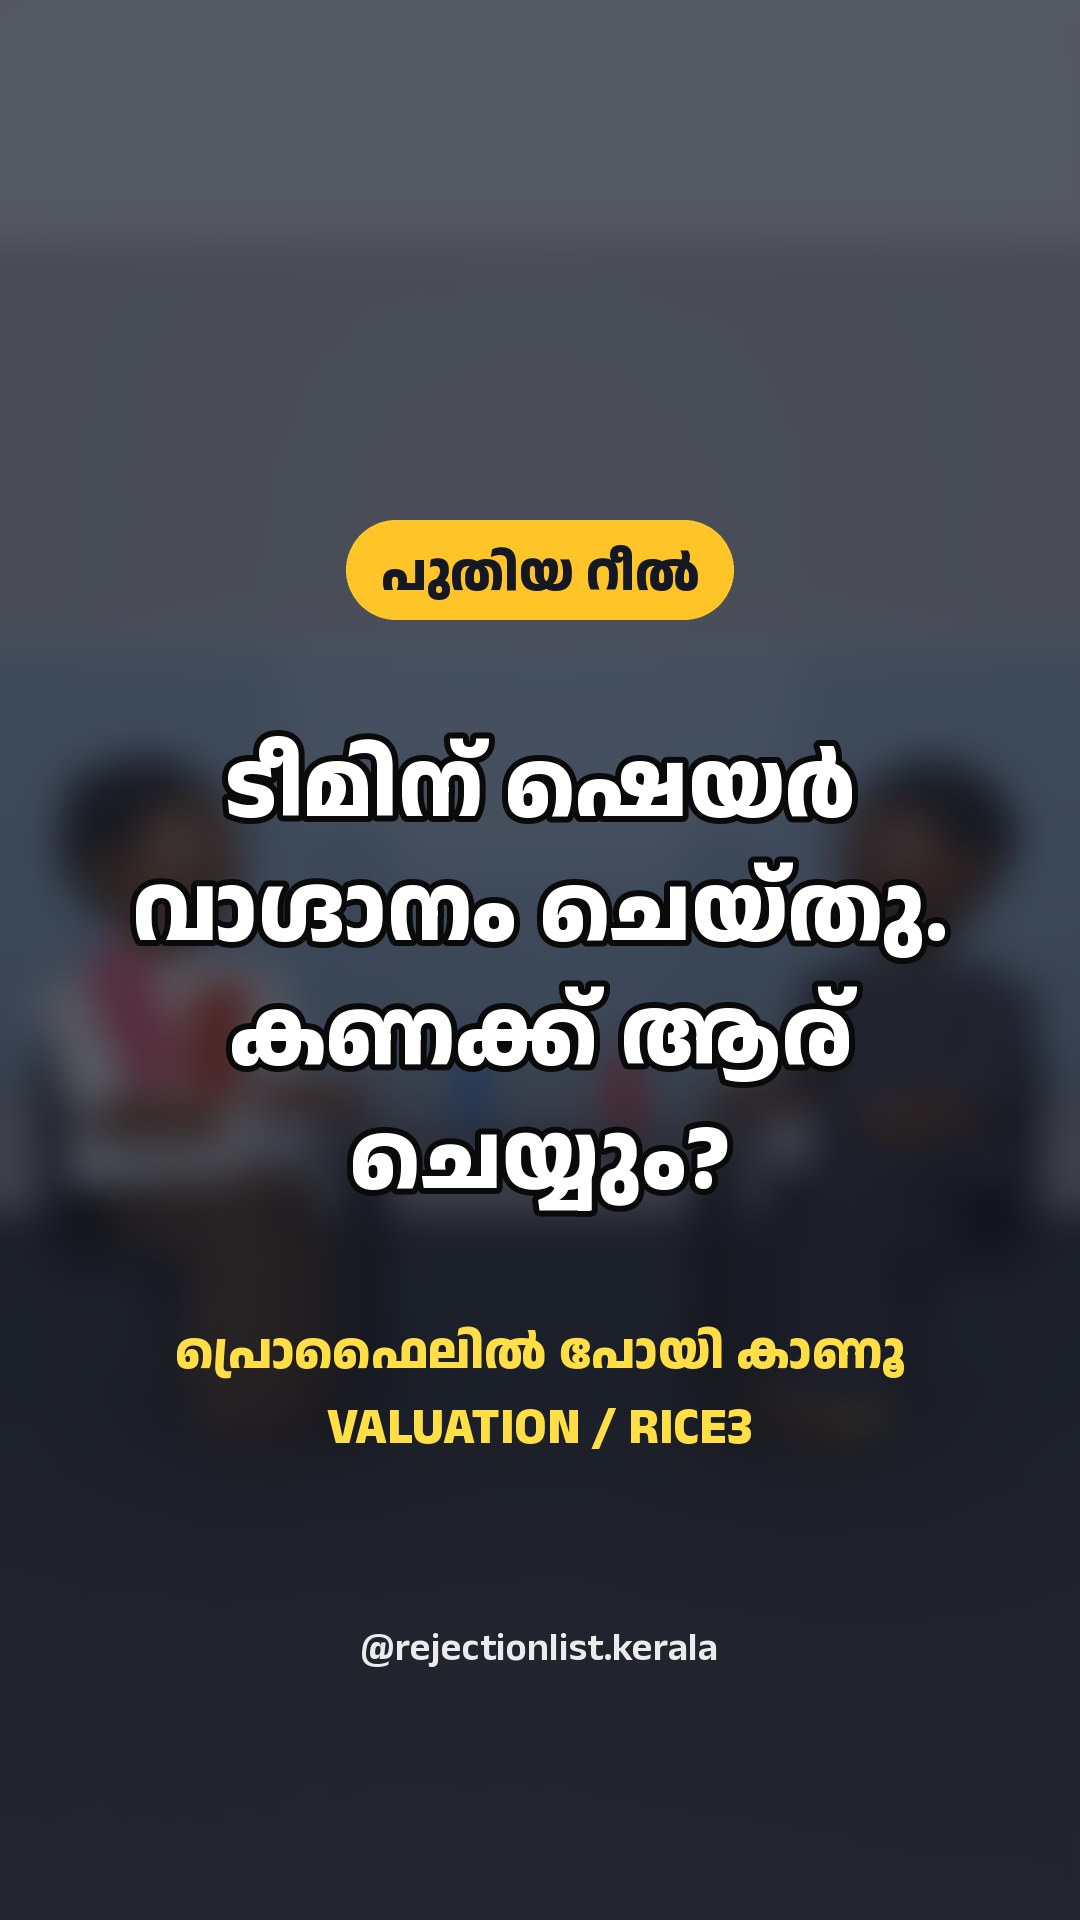 പുതിയ റീൽ
ടീമിന് ഷെയർ
വാഗ്ദാനം ചെയ്തു.
കണക്ക് ആര്
ചെയ്യും?
പ്രൊഫൈലിൽ പോയി കാണൂ
VALUATION / RICE3
@rejectionlist.kerala